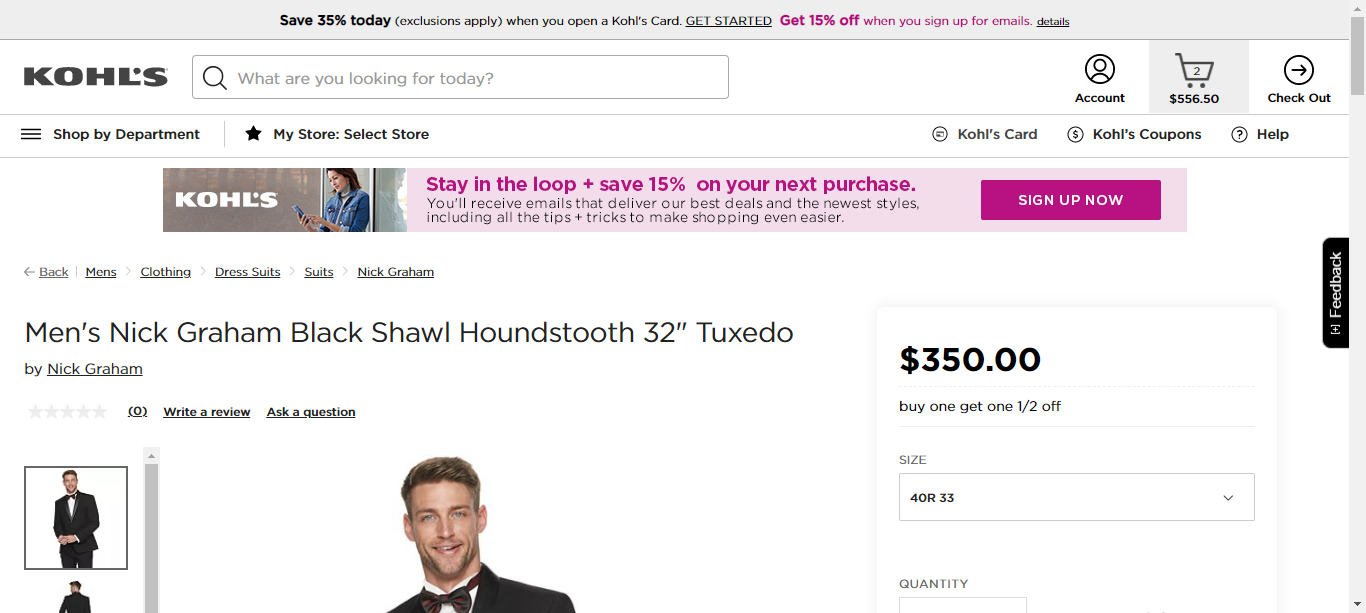 Save 35% today (exclusions apply) when you open a Kohl's Card. GET STARTED Get 15% off when you sign up for emails. details
KOHL'S
What are you looking for today?
Account
2
$556.50
Check Out
Shop by Department
My Store: Select Store
Kohl's Card
Kohl's Coupons
Help
KOHL'S
Stay in the loop + save 15% on your next purchase.
You'll receive emails that deliver our best deals and the newest styles,
including all the tips + tricks to make shopping even easier.
SIGN UP NOW
Feedback
Back
Mens
Clothing
Dress Suits
Suits
Nick Graham
Men's Nick Graham Black Shawl Houndstooth 32" Tuxedo
by Nick Graham
(0) Write a review Ask a question
$350.00
buy one get one 1/2 off
SIZE
40R 33
QUANTITY